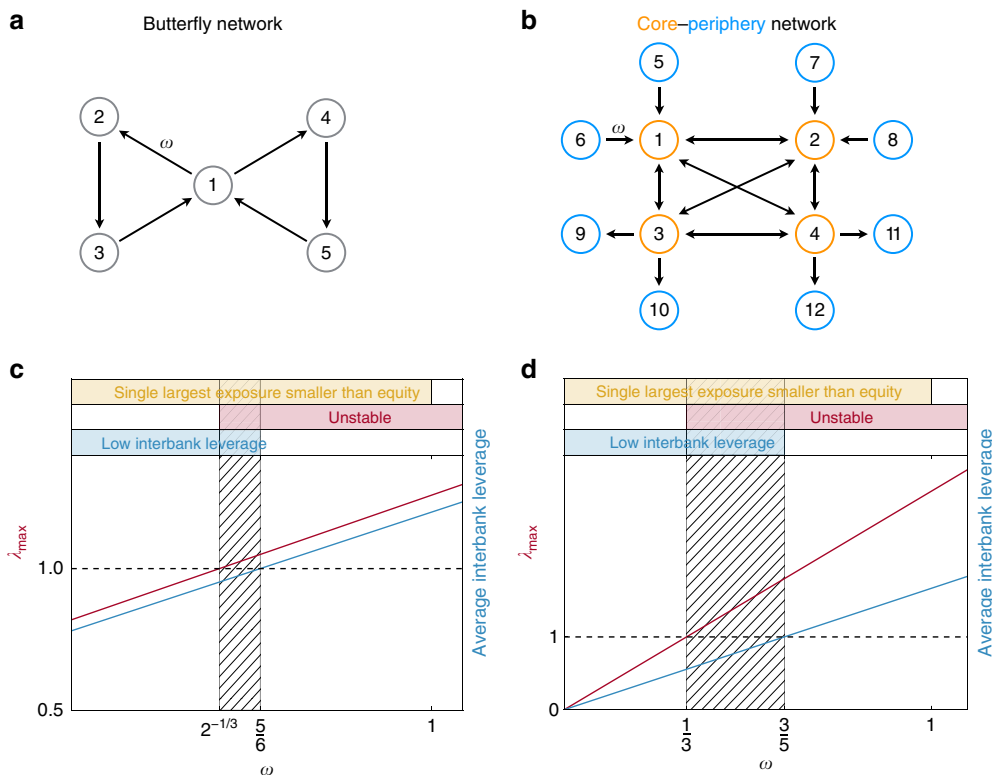 a
Butterfly network
2
4
ω
1
3
5
b
Core–periphery network
5
7
6
ω
1
2
8
9
3
4
11
10
12
c
Single largest exposure smaller than equity
Unstable
Low interbank leverage
λmax
1.0
0.5
2^{-1/3}
5/6
1
ω
Average interbank leverage
d
Single largest exposure smaller than equity
Unstable
Low interbank leverage
λmax
1
0
1/3
3/5
1
ω
Average interbank leverage